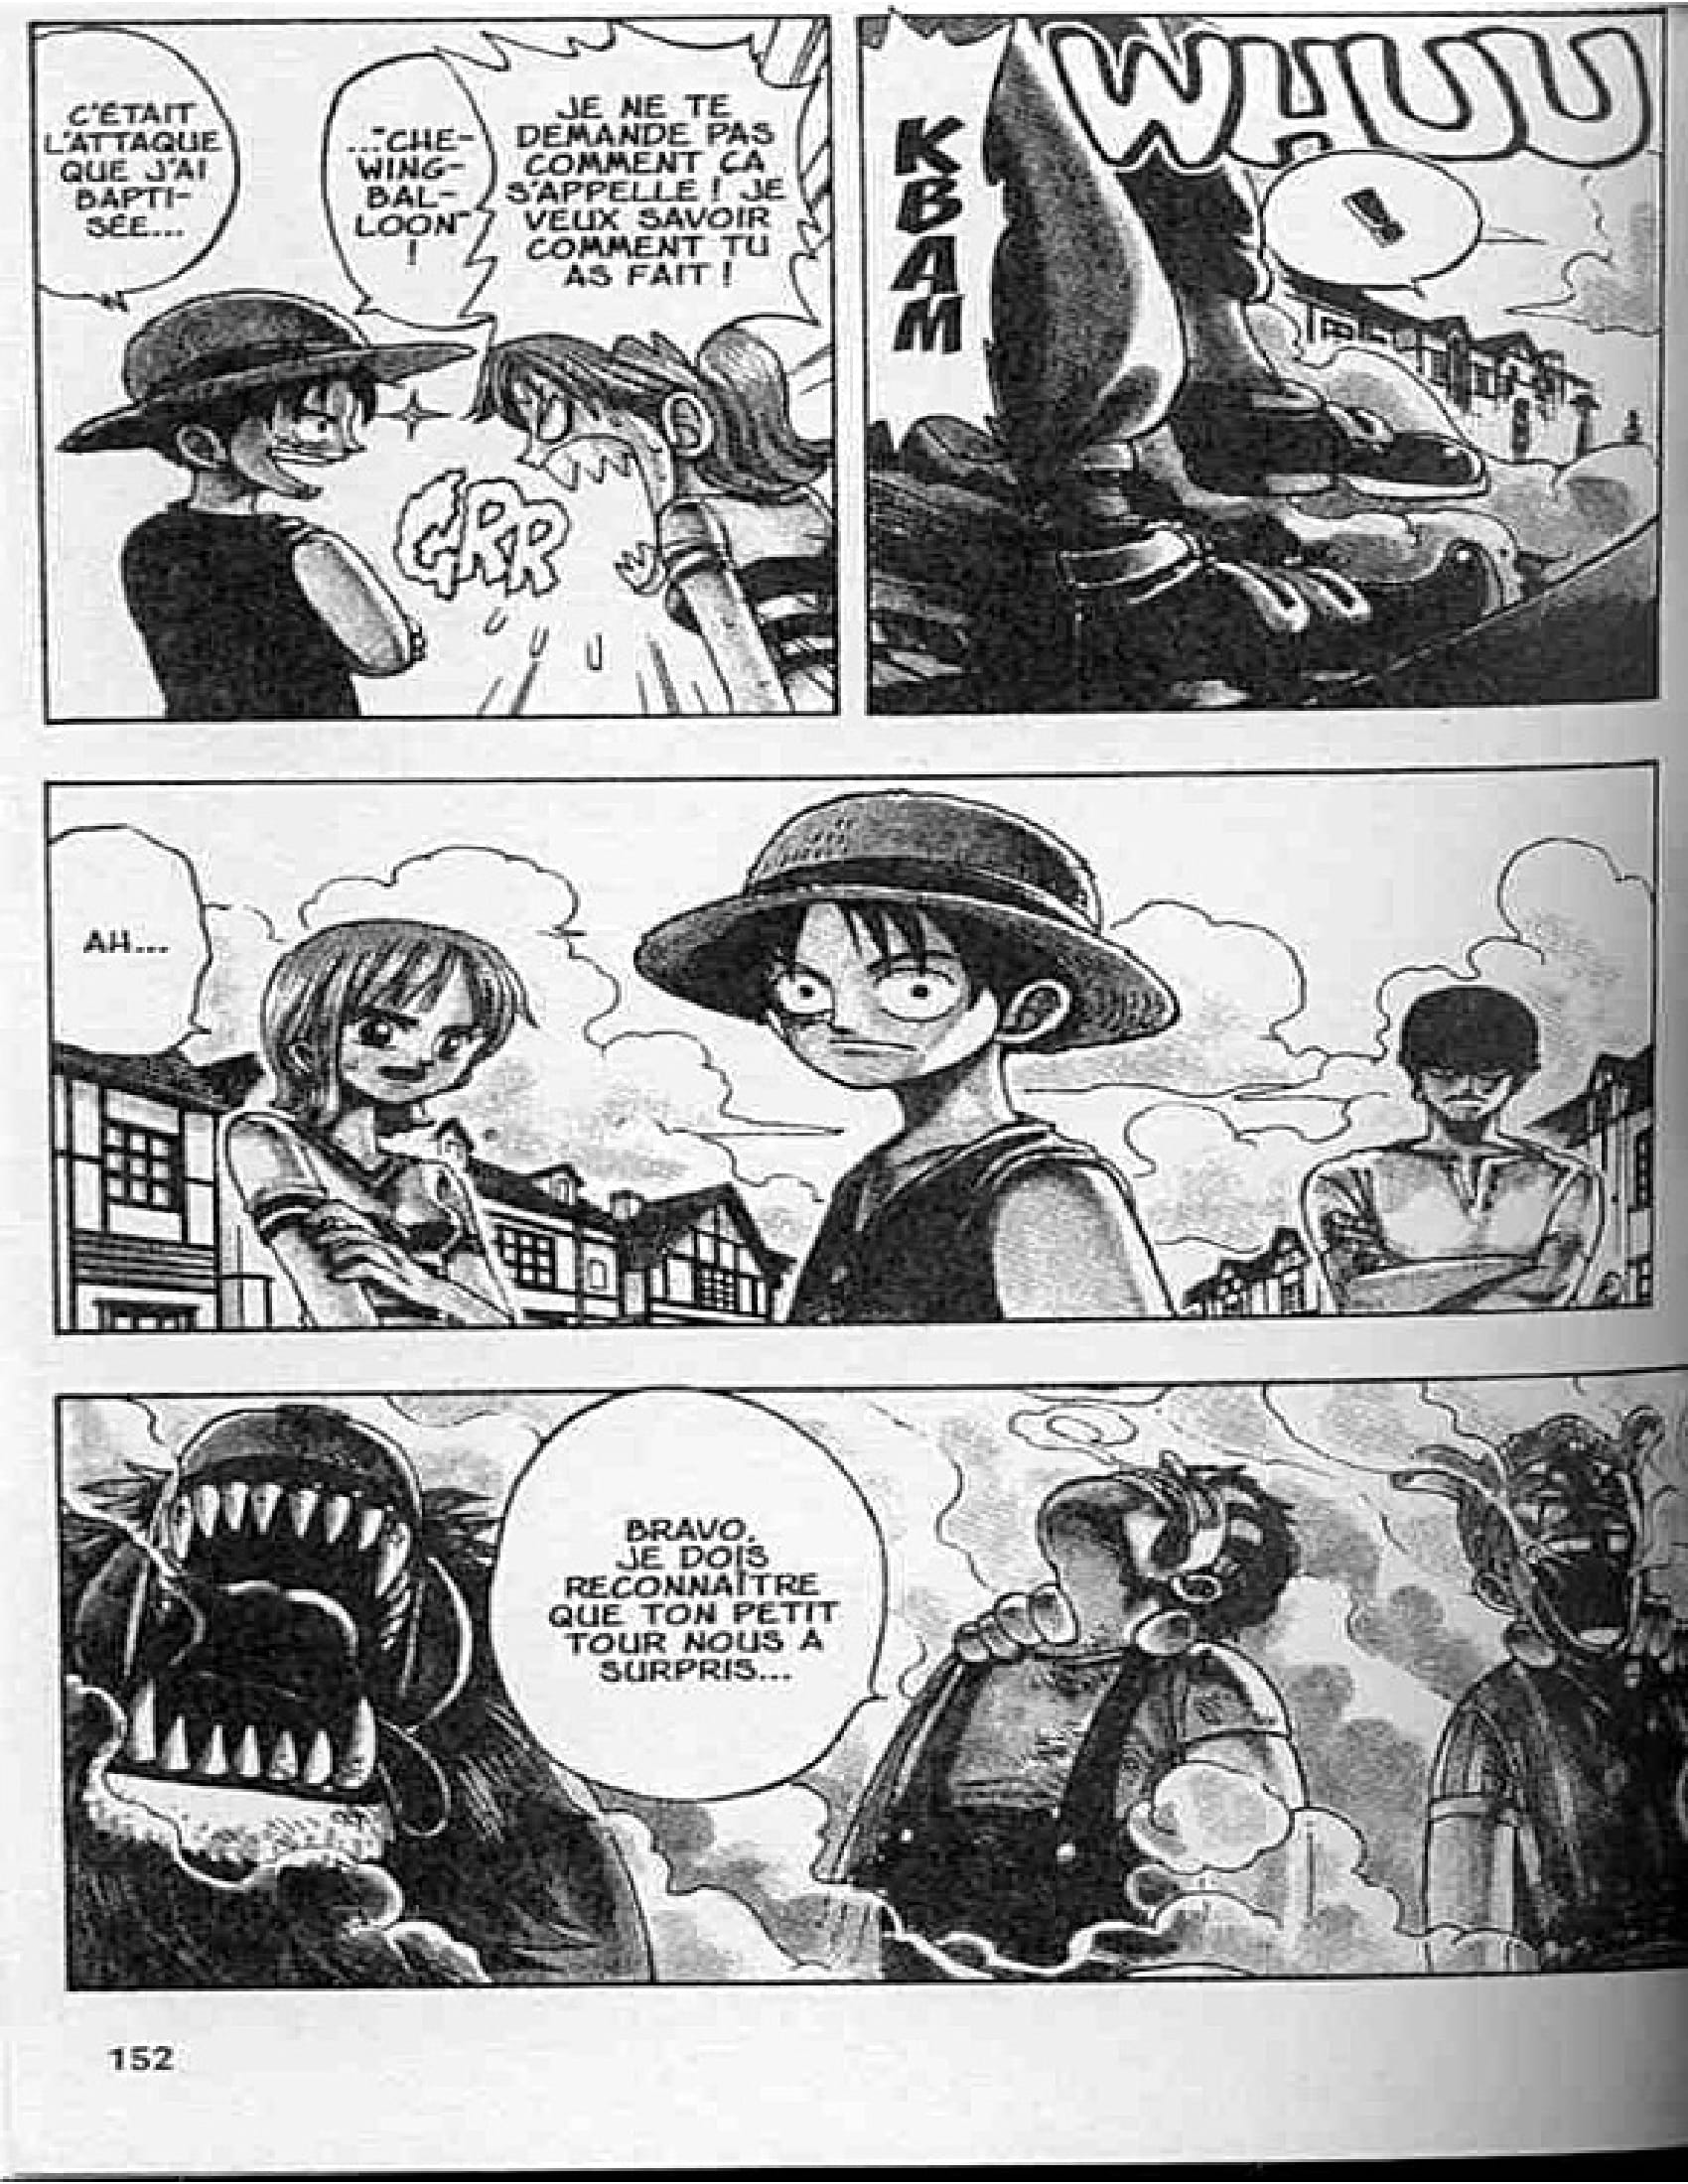 C'ÉTAIT
L'ATTAQUE
QUE J'AI
BAPTI-
SÉE...
..."CHE-
WING-
BAL-
LOON"
!
JE NE TE
DEMANDE PAS
COMMENT ÇA
S'APPELLE ! JE
VEUX SAVOIR
COMMENT TU
AS FAIT !
GRR
KBAM
WHUU
!!
AH...
BRAVO.
JE DOIS
RECONNAÎTRE
QUE TON PETIT
TOUR NOUS A
SURPRIS...
152